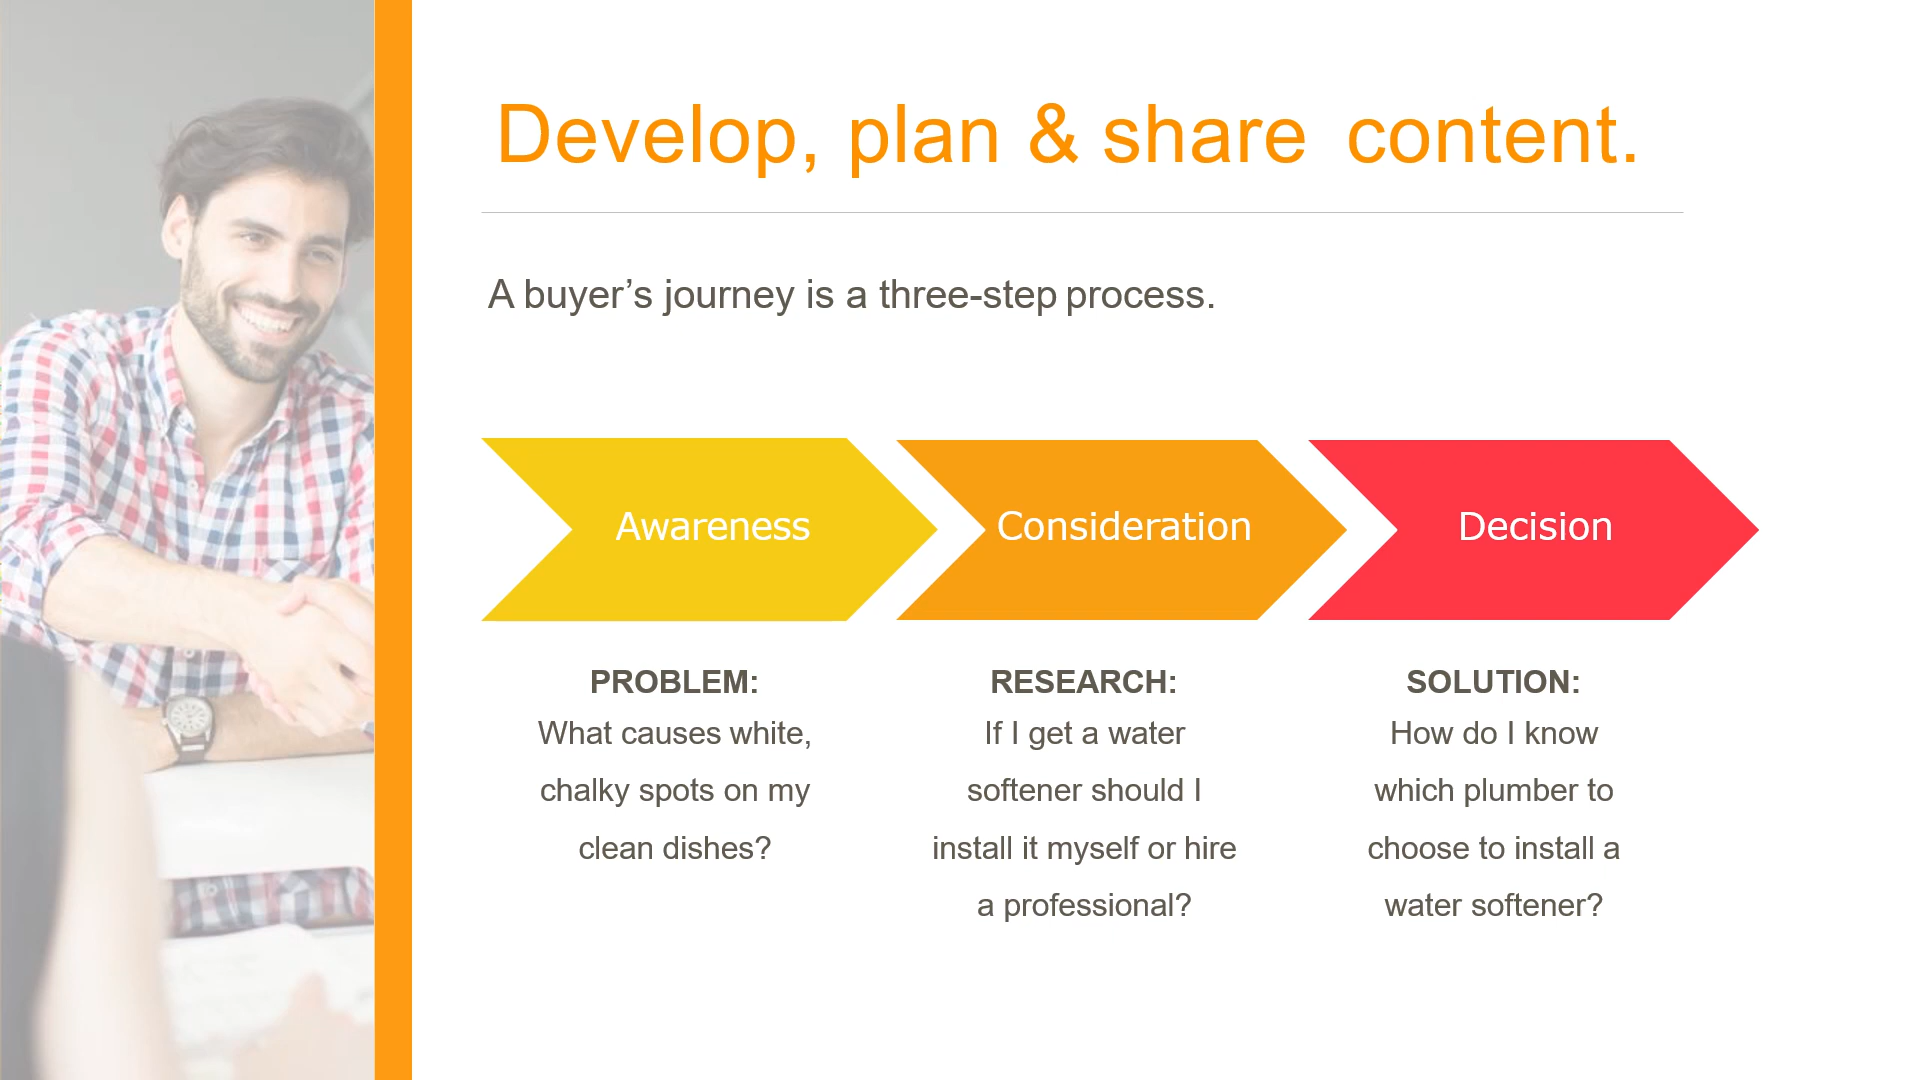 Develop, plan & share content.
A buyer’s journey is a three-step process.
Awareness
Consideration
Decision
PROBLEM:
What causes white,
chalky spots on my
clean dishes?
RESEARCH:
If I get a water
softener should I
install it myself or hire
a professional?
SOLUTION:
How do I know
which plumber to
choose to install a
water softener?